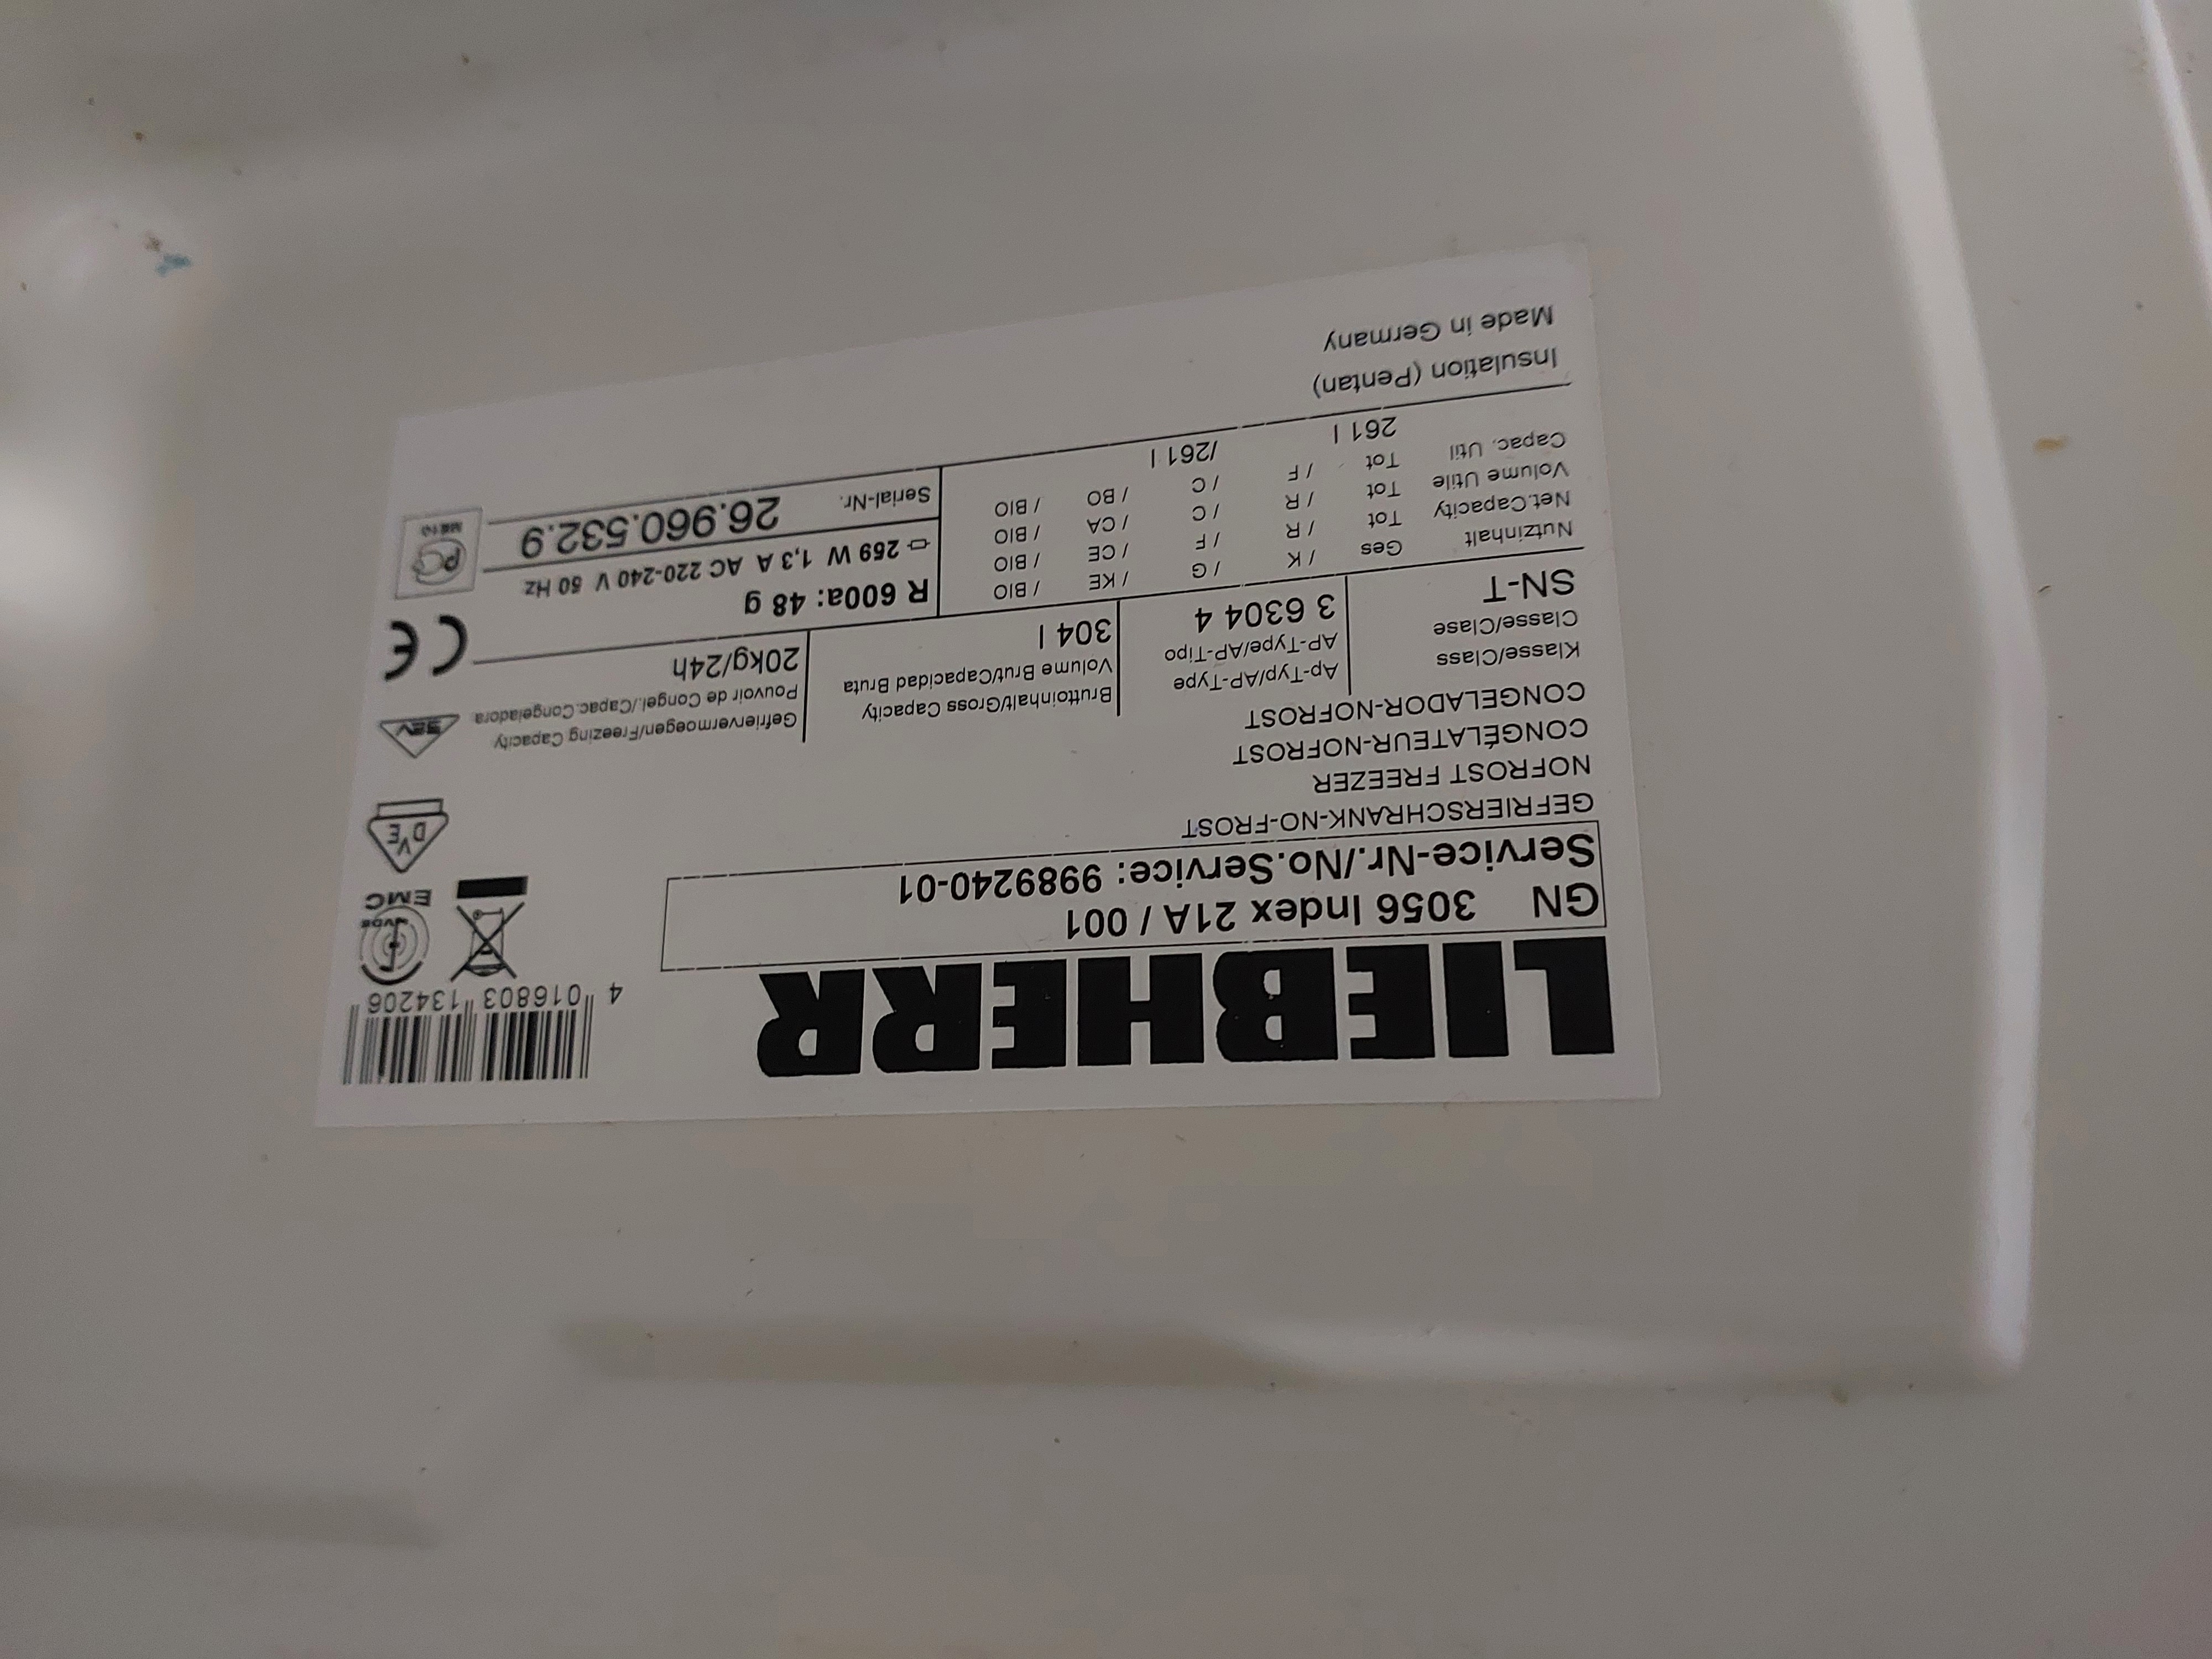 LIEBHERR
4 016803 134206
GN 3056 Index 21A / 001
Service-Nr./No.Service: 9989240-01
EMC
GEFRIERSCHRANK-NO-FROST
NOFROST FREEZER
CONGÉLATEUR-NOFROST
CONGELADOR-NOFROST
DVE
SEV
Klasse/Class
Classe/Clase
SN-T
Ap-Typ/AP-Type
AP-Type/AP-Tipo
3 6304 4
Bruttoinhalt/Gross Capacity
Volume Brut/Capacidad Bruta
304 l
Gefriervermoegen/Freezing Capacity
Pouvoir de Congel./Capac.Congeladora
20kg/24h
CE
Nutzinhalt Ges / K / G / KE / BIO
Net.Capacity Tot / R / F / CE / BIO
Volume Utile Tot / R / C / CA / BIO
Capac. Util Tot / F / C / BO / BIO
261 l /261 l
R 600a: 48 g
259 W 1,3 A AC 220-240 V 50 Hz
Serial-Nr. 26.960.532.9
Insulation (Pentan)
Made in Germany